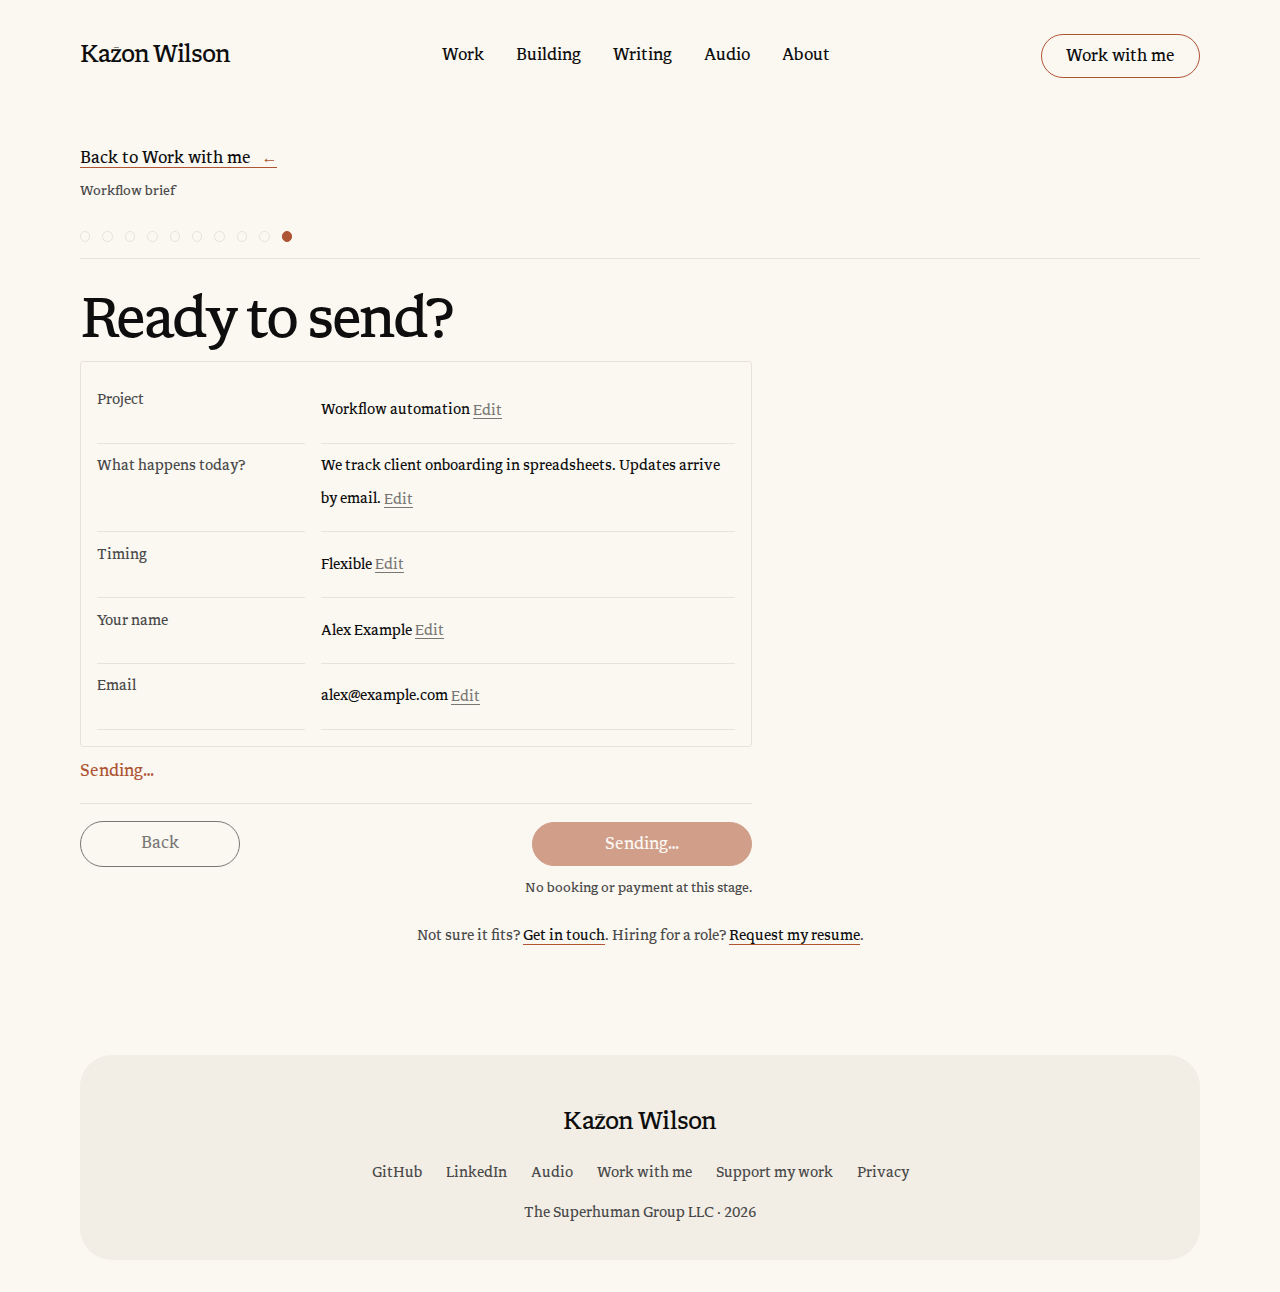 Kazon Wilson
Work Building Writing Audio About
Work with me
Back to Work with me ←
Workflow brief
Ready to send?
Project
Workflow automation Edit
What happens today?
We track client onboarding in spreadsheets. Updates arrive
by email. Edit
Timing
Flexible Edit
Your name
Alex Example Edit
Email
alex@example.com Edit
Sending…
Back
Sending…
No booking or payment at this stage.
Not sure it fits? Get in touch. Hiring for a role? Request my resume.
Kazon Wilson
GitHub LinkedIn Audio Work with me Support my work Privacy
The Superhuman Group LLC · 2026